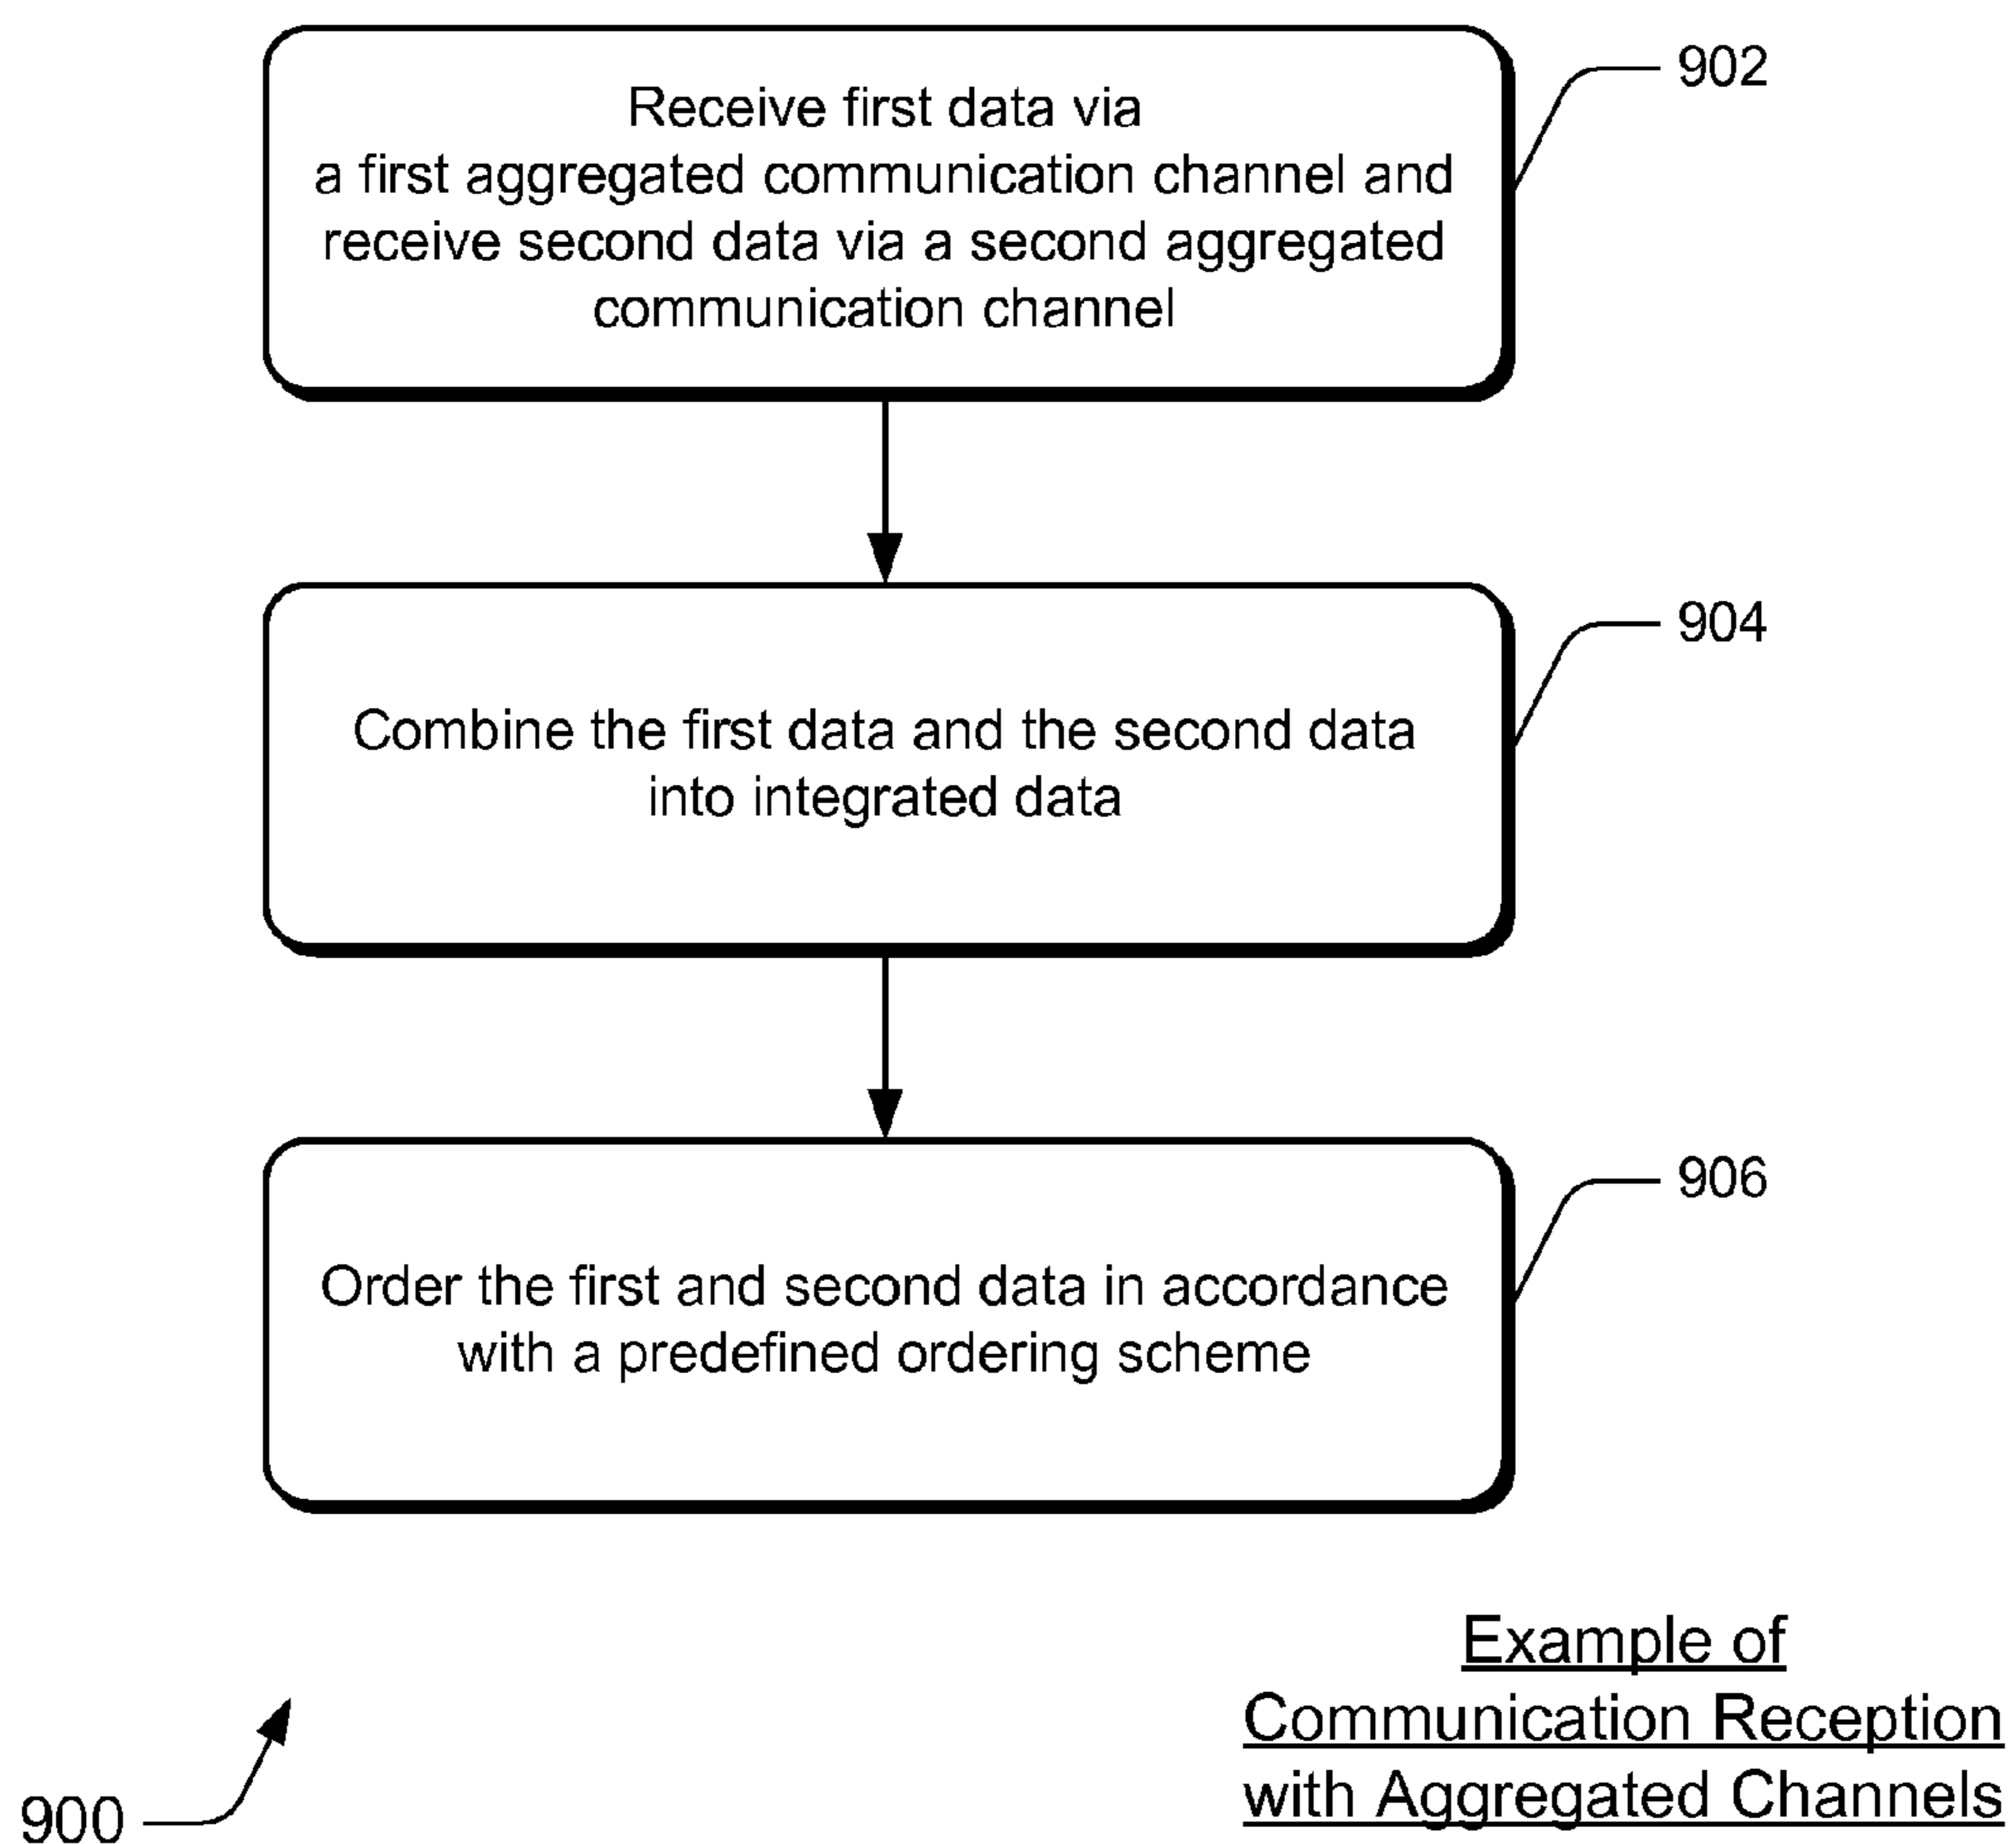 Receive first data via
a first aggregated communication channel and
receive second data via a second aggregated
communication channel
902
Combine the first data and the second data
into integrated data
904
Order the first and second data in accordance
with a predefined ordering scheme
906
Example of
Communication Reception
with Aggregated Channels
900